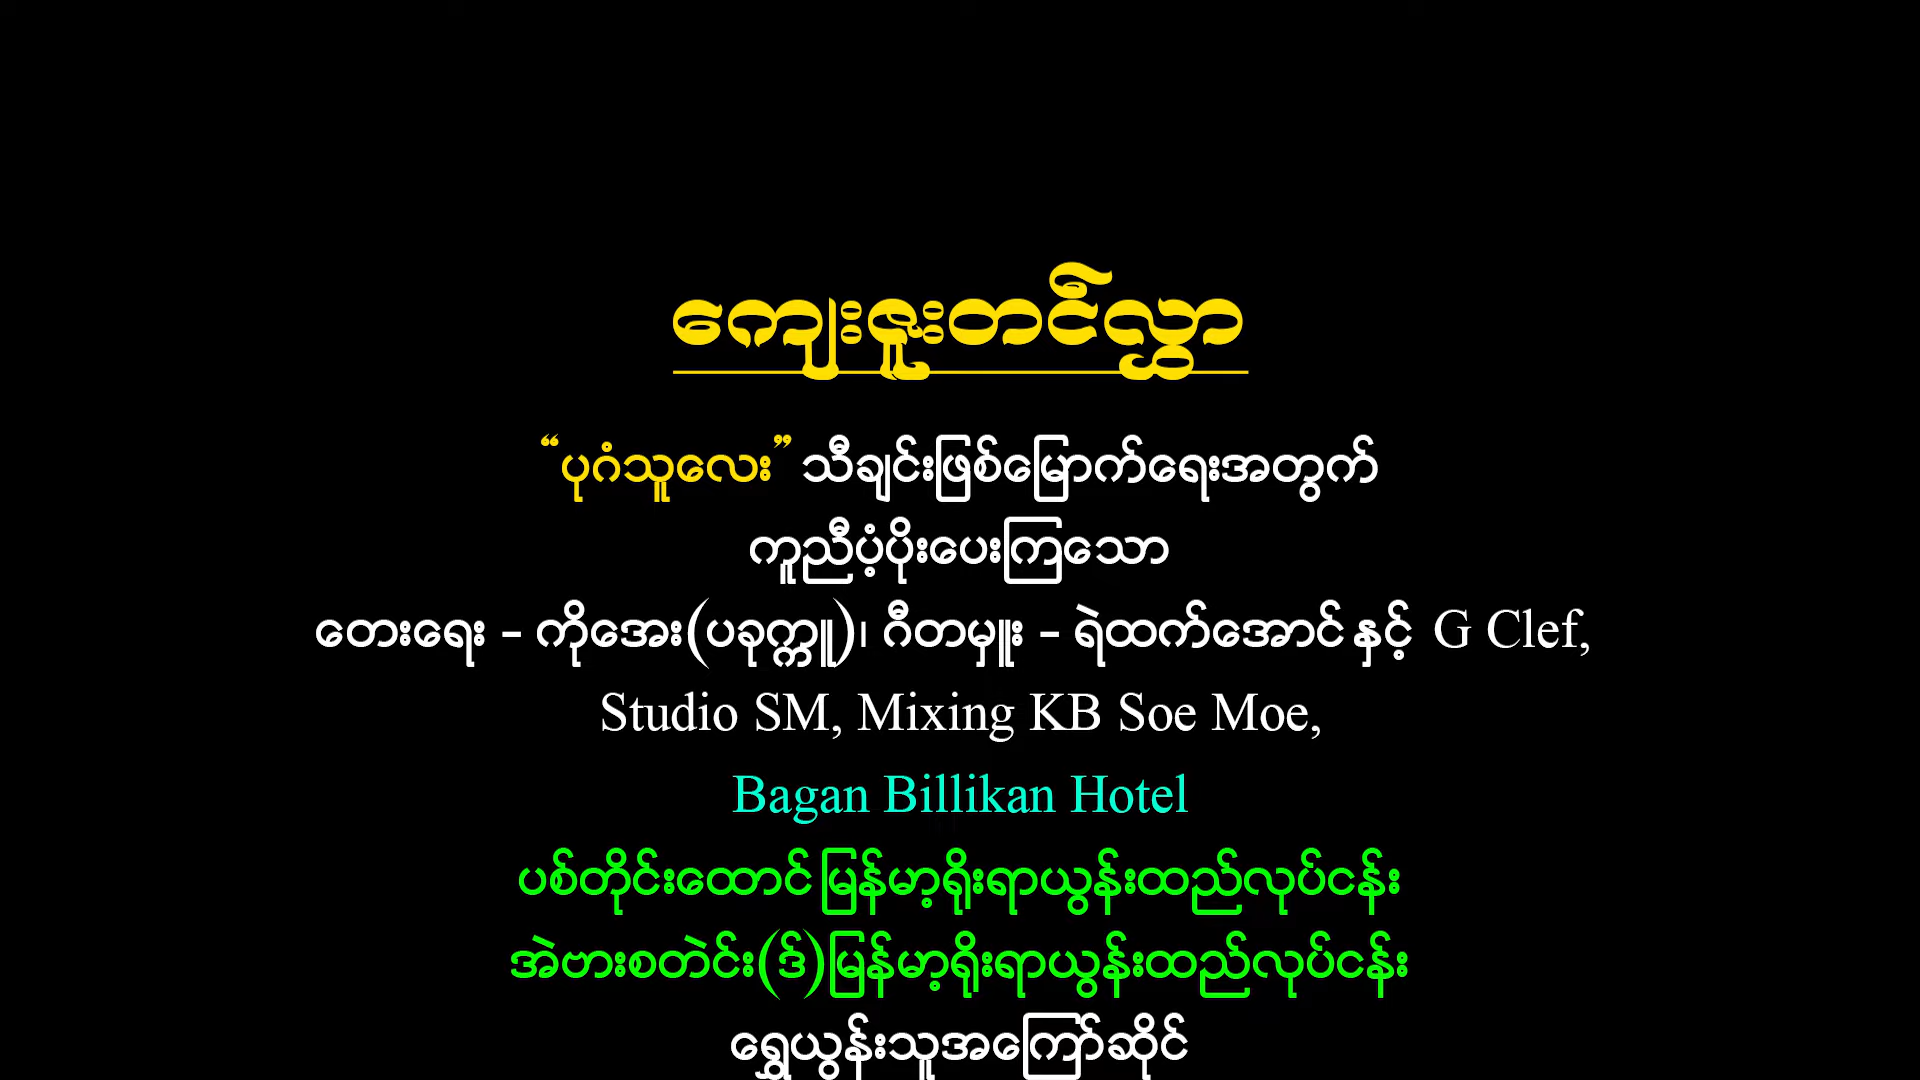 ကျေးဇူးတင်လွှာ
“ပုဂံသူလေး” သီချင်းဖြစ်မြောက်ရေးအတွက်
ကူညီပံ့ပိုးပေးကြသော
တေးရေး - ကိုအေး(ပခုက္ကူ)၊ ဂီတမှူး - ရဲထက်အောင်နှင့် G Clef,
Studio SM, Mixing KB Soe Moe,
Bagan Billikan Hotel
ပစ်တိုင်းထောင်မြန်မာ့ရိုးရာယွန်းထည်လုပ်ငန်း
အဲဗားစတဲင်း(ဒ်)မြန်မာ့ရိုးရာယွန်းထည်လုပ်ငန်း
ရွှေယွန်းသူအကြော်ဆိုင်